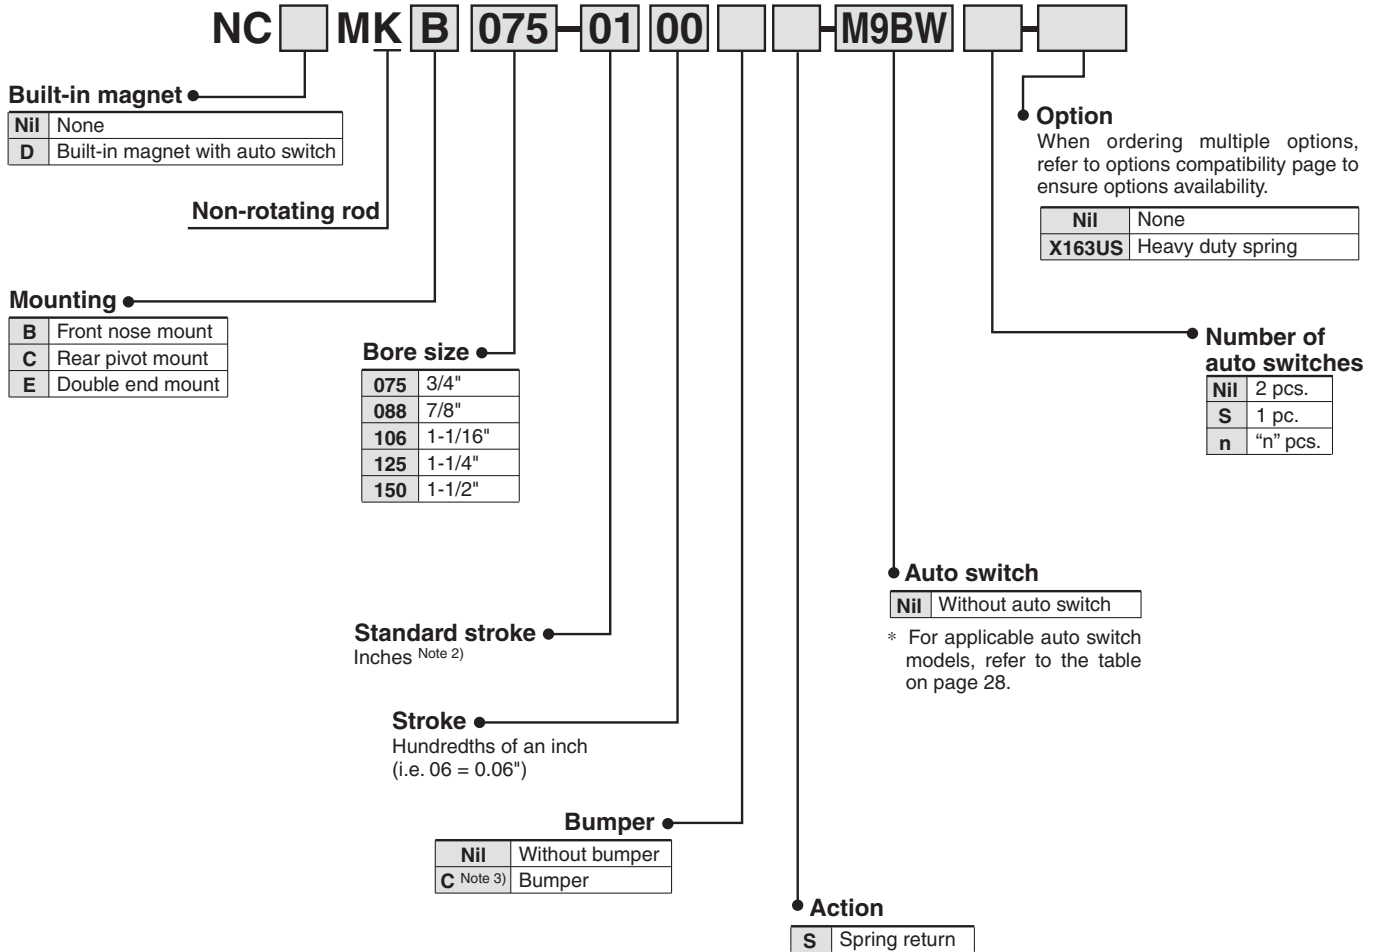 NC MK B 075-01 00 -M9BW -
Built-in magnet
Nil None
D Built-in magnet with auto switch
Non-rotating rod
Mounting
B Front nose mount
C Rear pivot mount
E Double end mount
Bore size
075 3/4"
088 7/8"
106 1-1/16"
125 1-1/4"
150 1-1/2"
Standard stroke
Inches Note 2)
Stroke
Hundredths of an inch
(i.e. 06 = 0.06")
Bumper
Nil Without bumper
C Note 3) Bumper
Action
S Spring return
Auto switch
Nil Without auto switch
* For applicable auto switch
models, refer to the table
on page 28.
Number of
auto switches
Nil 2 pcs.
S 1 pc.
n “n” pcs.
Option
When ordering multiple options,
refer to options compatibility page to
ensure options availability.
Nil None
X163US Heavy duty spring